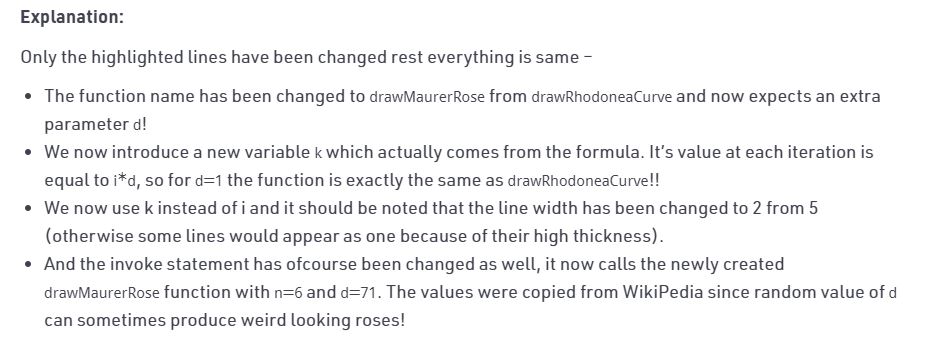 Explanation:
Only the highlighted lines have been changed rest everything is same –
• The function name has been changed to drawMaurerRose from drawRhodoneaCurve and now expects an extra
parameter d!
• We now introduce a new variable k which actually comes from the formula. It's value at each iteration is
equal to i*d, so for d=1 the function is exactly the same as drawRhodoneaCurve!!
• We now use k instead of i and it should be noted that the line width has been changed to 2 from 5
(otherwise some lines would appear as one because of their high thickness).
• And the invoke statement has ofcourse been changed as well, it now calls the newly created
drawMaurerRose function with n=6 and d=71. The values were copied from WikiPedia since random value of d
can sometimes produce weird looking roses!